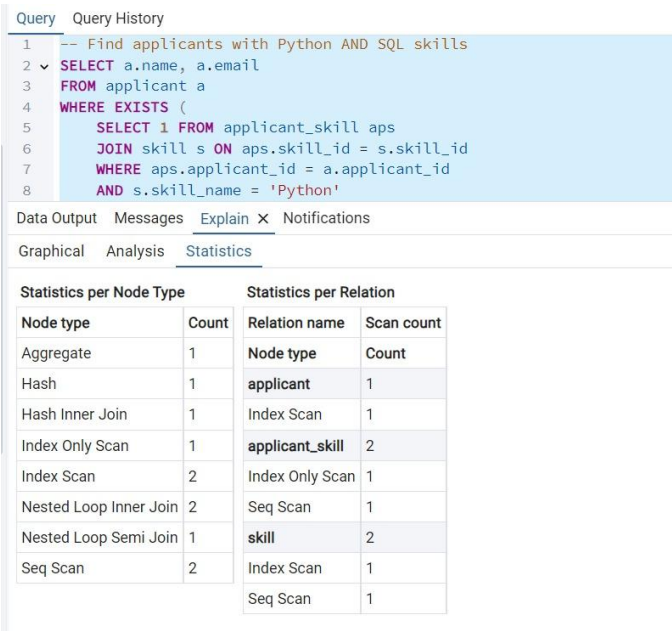 Query Query History
1 -- Find applicants with Python AND SQL skills
2 SELECT a.name, a.email
3 FROM applicant a
4 WHERE EXISTS (
5 SELECT 1 FROM applicant_skill aps
6 JOIN skill s ON aps.skill_id = s.skill_id
7 WHERE aps.applicant_id = a.applicant_id
8 AND s.skill_name = 'Python'
Data Output Messages Explain X Notifications
Graphical Analysis Statistics
Statistics per Node Type
Node type Count
Aggregate 1
Hash 1
Hash Inner Join 1
Index Only Scan 1
Index Scan 2
Nested Loop Inner Join 2
Nested Loop Semi Join 1
Seq Scan 2
Statistics per Relation
Relation name Scan count
Node type Count
applicant 1
Index Scan 1
applicant_skill 2
Index Only Scan 1
Seq Scan 1
skill 2
Index Scan 1
Seq Scan 1